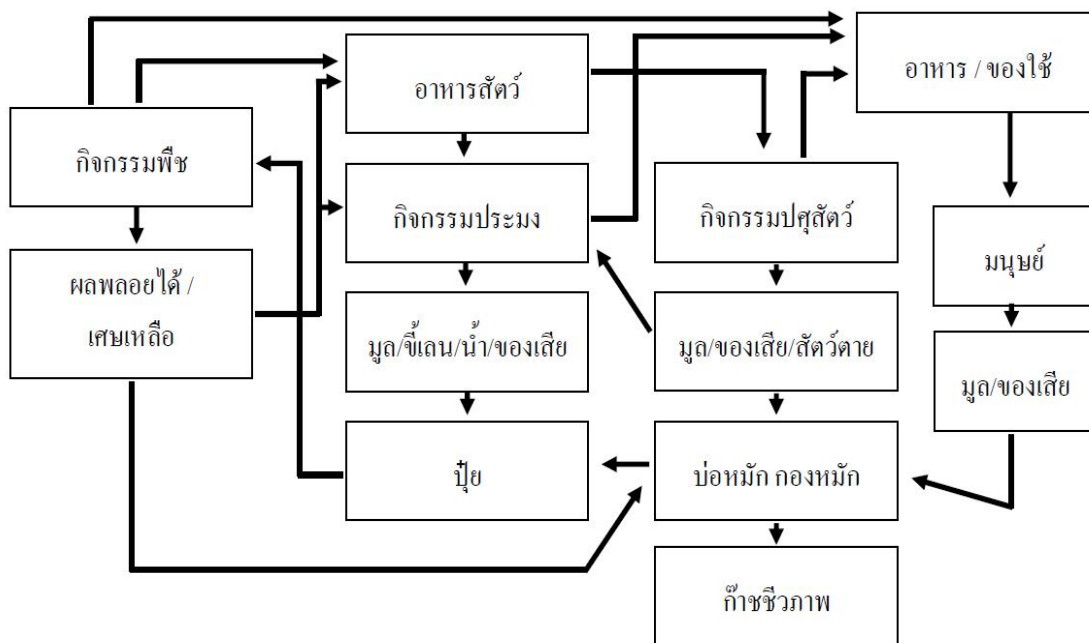 อาหารสัตว์
อาหาร / ของใช้
กิจกรรมพืช
กิจกรรมประมง
กิจกรรมปศุสัตว์
มนุษย์
ผลพลอยได้ /
เศษเหลือ
มูล/ขี้เลน/น้ำ/ของเสีย
มูล/ของเสีย/สัตว์ตาย
มูล/ของเสีย
ปุ๋ย
บ่อหมัก กองหมัก
ก๊าชชีวภาพ